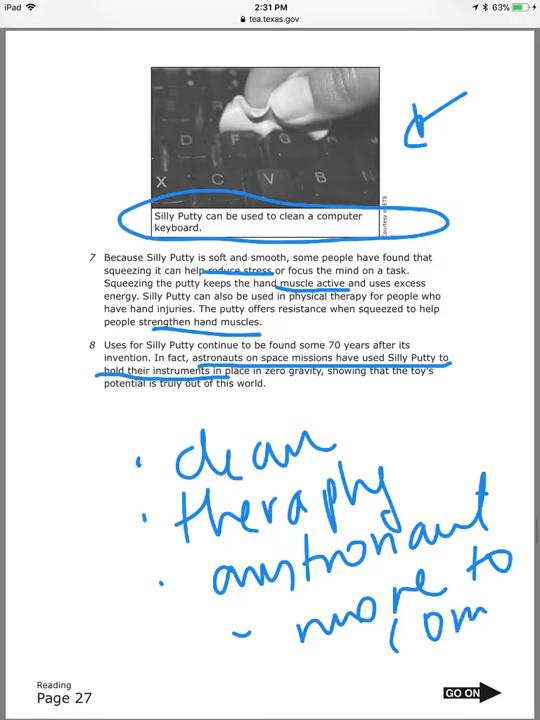 iPad
2:31 PM
63%
tea.texas.gov
D F G
X C V B N
Silly Putty can be used to clean a computer
keyboard.
Courtesy of ETS
7 Because Silly Putty is soft and smooth, some people have found that
squeezing it can help reduce stress or focus the mind on a task.
Squeezing the putty keeps the hand muscle active and uses excess
energy. Silly Putty can also be used in physical therapy for people who
have hand injuries. The putty offers resistance when squeezed to help
people strengthen hand muscles.
8 Uses for Silly Putty continue to be found some 70 years after its
invention. In fact, astronauts on space missions have used Silly Putty to
hold their instruments in place in zero gravity, showing that the toy's
potential is truly out of this world.
· clean
· theraphy
· anstronaut
- more to
com
Reading
Page 27
GO ON